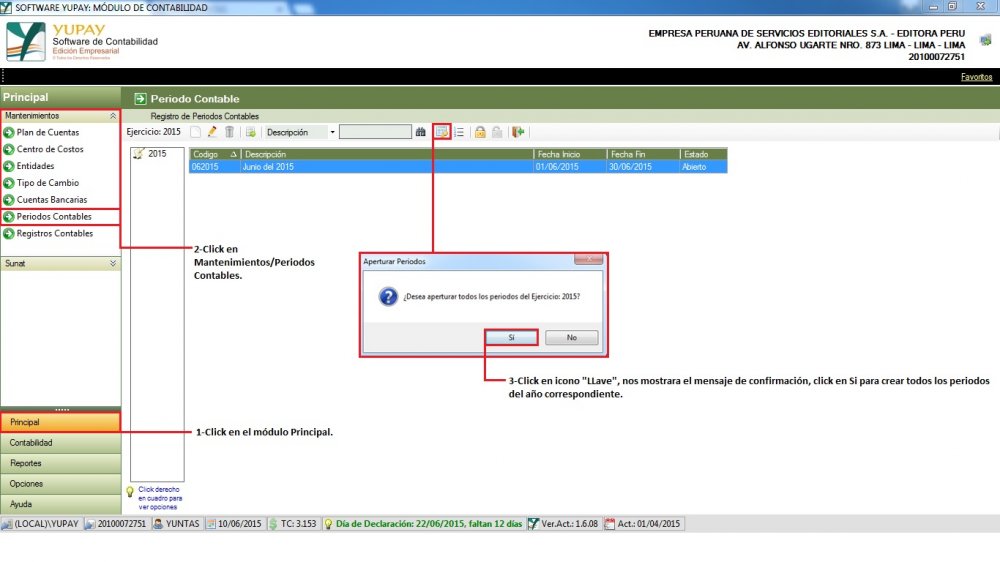 SOFTWARE YUPAY: MÓDULO DE CONTABILIDAD
YUPAY
Software de Contabilidad
Edición Empresarial
© Todos los Derechos Reservados
EMPRESA PERUANA DE SERVICIOS EDITORIALES S.A. - EDITORA PERU
AV. ALFONSO UGARTE NRO. 873 LIMA - LIMA - LIMA
20100072751
Favoritos
Principal
Periodo Contable
Mantenimientos
Registro de Periodos Contables
Plan de Cuentas
Centro de Costos
Entidades
Tipo de Cambio
Cuentas Bancarias
Periodos Contables
Registros Contables
Sunat
Ejercicio: 2015
Descripción
2015
Codigo Descripción Fecha Inicio Fecha Fin Estado
062015 Junio del 2015 01/06/2015 30/06/2015 Abierto
2-Click en
Mantenimientos/Periodos
Contables.
Aperturar Periodos
¿Desea aperturar todos los periodos del Ejercicio: 2015?
Sí No
3-Click en icono "LLave", nos mostrara el mensaje de confirmación, click en Si para crear todos los periodos
del año correspondiente.
1-Click en el módulo Principal.
Principal
Contabilidad
Reportes
Opciones
Ayuda
Click derecho
en cuadro para
ver opciones
(LOCAL)\YUPAY 20100072751 YUNTAS 10/06/2015 TC: 3.153 Día de Declaración: 22/06/2015, faltan 12 días Ver.Act.: 1.6.08 Act.: 01/04/2015